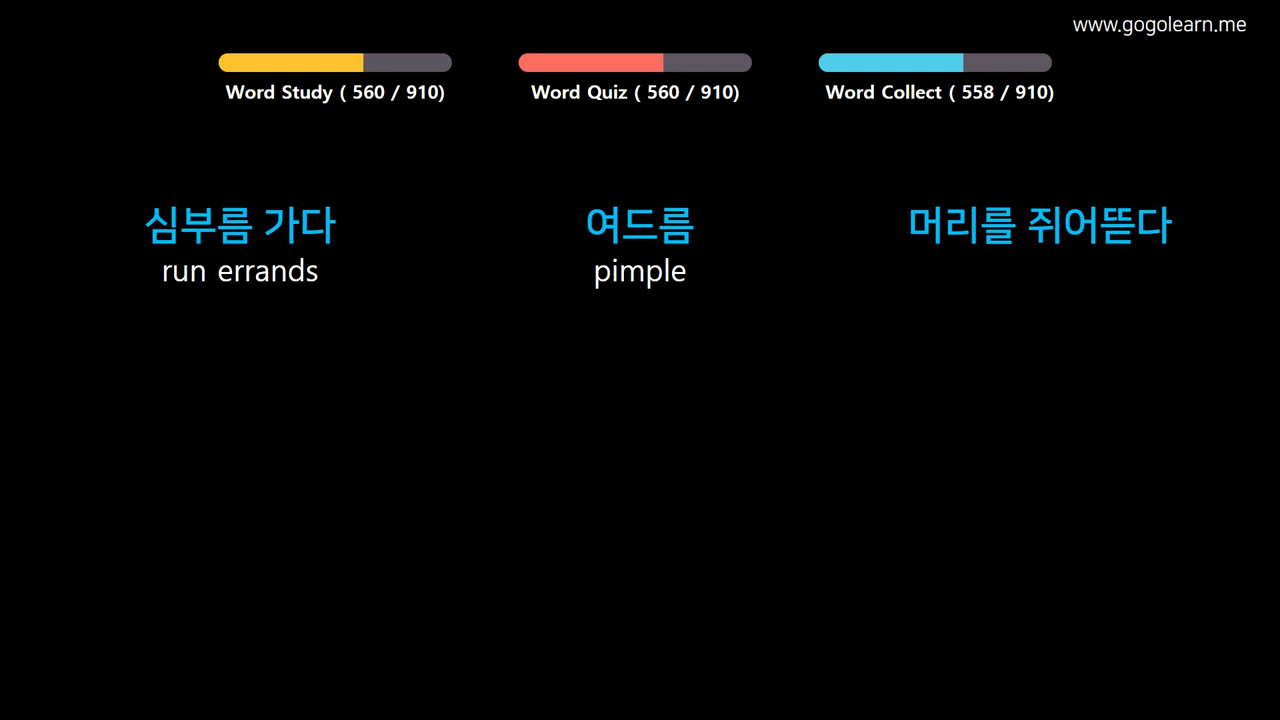 www.gogolearn.me
Word Study ( 560 / 910)
Word Quiz ( 560 / 910)
Word Collect ( 558 / 910)
심부름 가다
run errands
여드름
pimple
머리를 쥐어뜯다